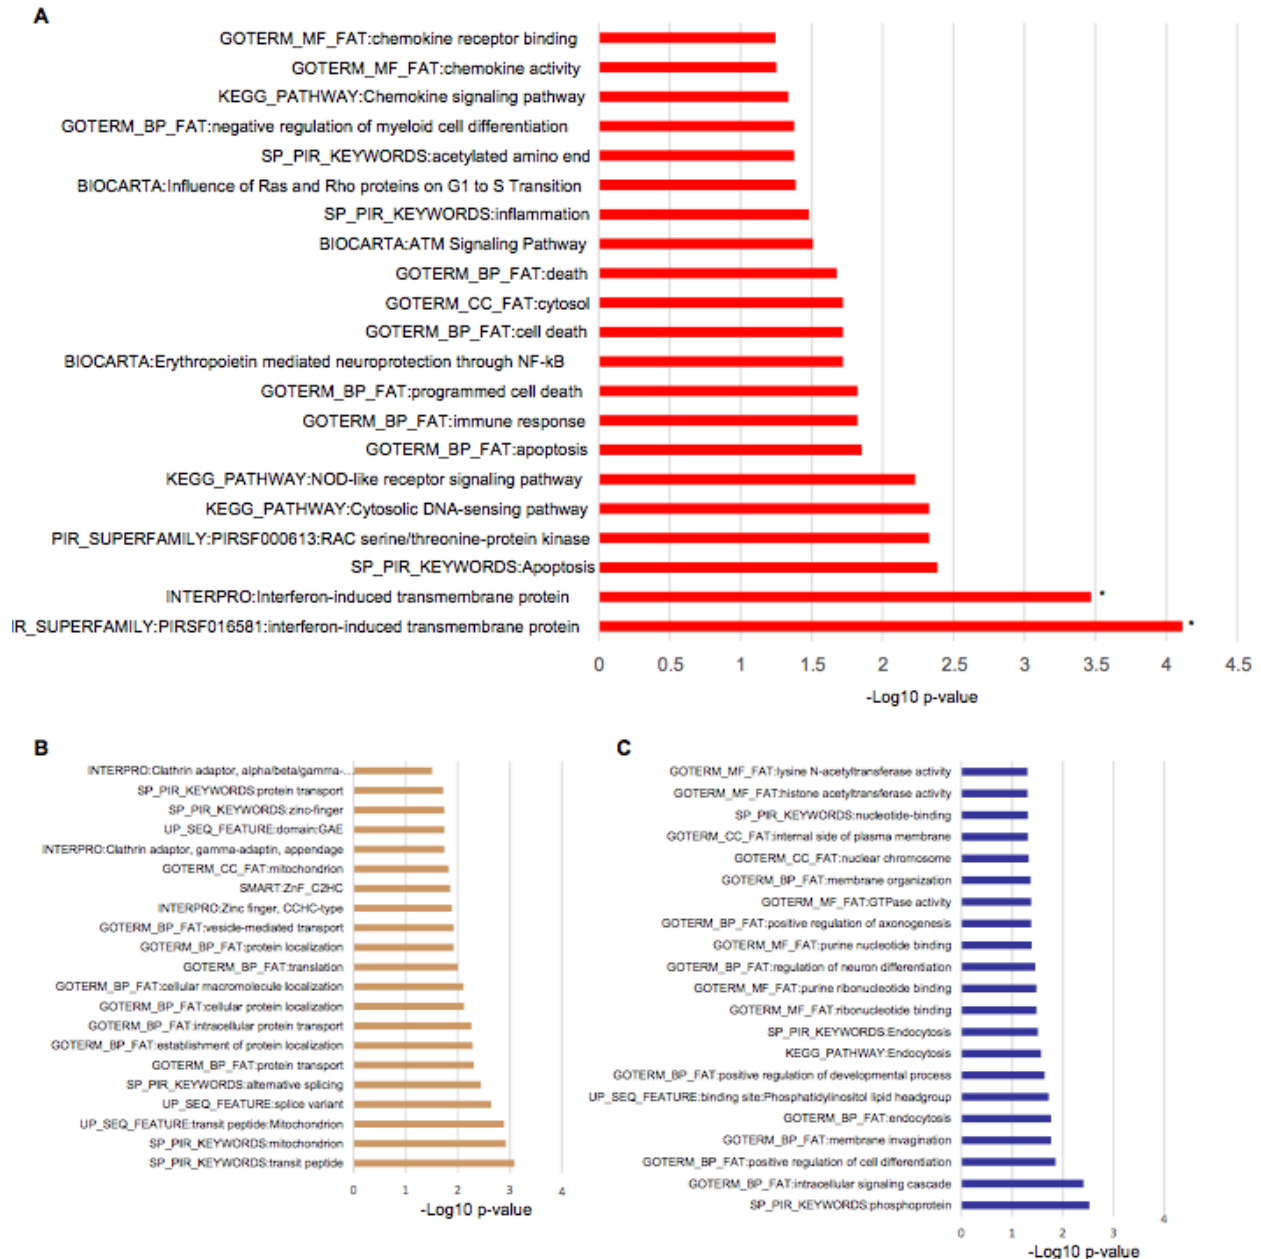 A
GOTERM_MF_FAT:chemokine receptor binding
GOTERM_MF_FAT:chemokine activity
KEGG_PATHWAY:Chemokine signaling pathway
GOTERM_BP_FAT:negative regulation of myeloid cell differentiation
SP_PIR_KEYWORDS:acetylated amino end
BIOCARTA:Influence of Ras and Rho proteins on G1 to S Transition
SP_PIR_KEYWORDS:inflammation
BIOCARTA:ATM Signaling Pathway
GOTERM_BP_FAT:death
GOTERM_CC_FAT:cytosol
GOTERM_BP_FAT:cell death
BIOCARTA:Erythropoietin mediated neuroprotection through NF-kB
GOTERM_BP_FAT:programmed cell death
GOTERM_BP_FAT:immune response
GOTERM_BP_FAT:apoptosis
KEGG_PATHWAY:NOD-like receptor signaling pathway
KEGG_PATHWAY:Cytosolic DNA-sensing pathway
PIR_SUPERFAMILY:PIRSF000613:RAC serine/threonine-protein kinase
SP_PIR_KEYWORDS:Apoptosis
INTERPRO:Interferon-induced transmembrane protein *
IR_SUPERFAMILY:PIRSF016581:interferon-induced transmembrane protein *
0 0.5 1 1.5 2 2.5 3 3.5 4 4.5
-Log10 p-value
B
INTERPRO:Clathrin adaptor, alpha/beta/gamma-...
SP_PIR_KEYWORDS:protein transport
SP_PIR_KEYWORDS:zinc-finger
UP_SEQ_FEATURE:domain:GAE
INTERPRO:Clathrin adaptor, gamma-adaptin, appendage
GOTERM_CC_FAT:mitochondrion
SMART:ZnF_C2HC
INTERPRO:Zinc finger, CCHC-type
GOTERM_BP_FAT:vesicle-mediated transport
GOTERM_BP_FAT:protein localization
GOTERM_BP_FAT:translation
GOTERM_BP_FAT:cellular macromolecule localization
GOTERM_BP_FAT:cellular protein localization
GOTERM_BP_FAT:intracellular protein transport
GOTERM_BP_FAT:establishment of protein localization
GOTERM_BP_FAT:protein transport
SP_PIR_KEYWORDS:alternative splicing
UP_SEQ_FEATURE:splice variant
UP_SEQ_FEATURE:transit peptide:Mitochondrion
SP_PIR_KEYWORDS:mitochondrion
SP_PIR_KEYWORDS:transit peptide
0 1 2 3 4
-Log10 p-value
C
GOTERM_MF_FAT:lysine N-acetyltransferase activity
GOTERM_MF_FAT:histone acetyltransferase activity
SP_PIR_KEYWORDS:nucleotide-binding
GOTERM_CC_FAT:internal side of plasma membrane
GOTERM_CC_FAT:nuclear chromosome
GOTERM_BP_FAT:membrane organization
GOTERM_MF_FAT:GTPase activity
GOTERM_BP_FAT:positive regulation of axonogenesis
GOTERM_MF_FAT:purine nucleotide binding
GOTERM_BP_FAT:regulation of neuron differentiation
GOTERM_MF_FAT:purine ribonucleotide binding
GOTERM_MF_FAT:ribonucleotide binding
SP_PIR_KEYWORDS:Endocytosis
KEGG_PATHWAY:Endocytosis
GOTERM_BP_FAT:positive regulation of developmental process
UP_SEQ_FEATURE:binding site:Phosphatidylinositol lipid headgroup
GOTERM_BP_FAT:endocytosis
GOTERM_BP_FAT:membrane invagination
GOTERM_BP_FAT:positive regulation of cell differentiation
GOTERM_BP_FAT:intracellular signaling cascade
SP_PIR_KEYWORDS:phosphoprotein
0 1 2 3 4
-Log10 p-value